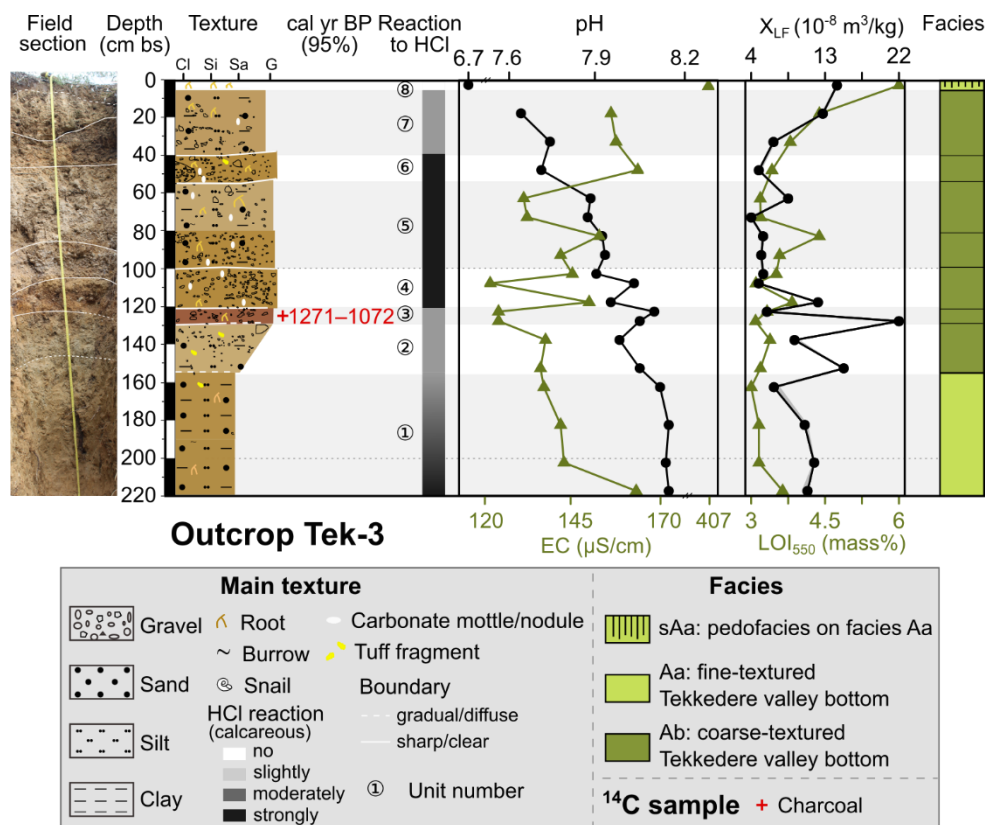 Field section
Depth (cm bs)
Texture
cal yr BP (95%)
Reaction to HCl
pH
X_LF (10⁻⁸ m³/kg)
Facies
Cl Si Sa G
6.7 7.6 7.9 8.2
4 13 22
0
20
40
60
80
100
120
140
160
180
200
220
+1271–1072
⑧
⑦
⑥
⑤
④
③
②
①
120 145 170 407
EC (µS/cm)
3 4.5 6
LOI₅₅₀ (mass%)
Outcrop Tek-3
Main texture
Gravel
Sand
Silt
Clay
Root
Burrow
Snail
HCl reaction
(calcareous)
no
slightly
moderately
strongly
Carbonate mottle/nodule
Tuff fragment
Boundary
gradual/diffuse
sharp/clear
① Unit number
Facies
sAa: pedofacies on facies Aa
Aa: fine-textured
Tekkedere valley bottom
Ab: coarse-textured
Tekkedere valley bottom
¹⁴C sample + Charcoal